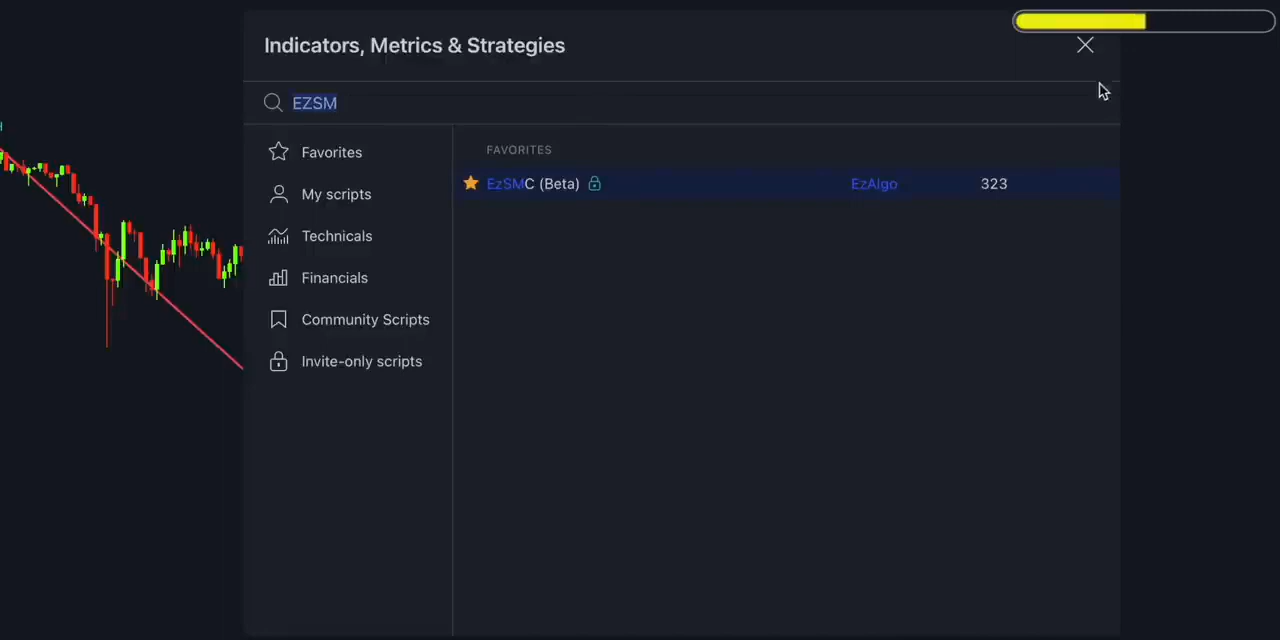 Indicators, Metrics & Strategies
EZSM
Favorites
My scripts
Technicals
Financials
Community Scripts
Invite-only scripts
FAVORITES
EzSMC (Beta) EzAlgo 323